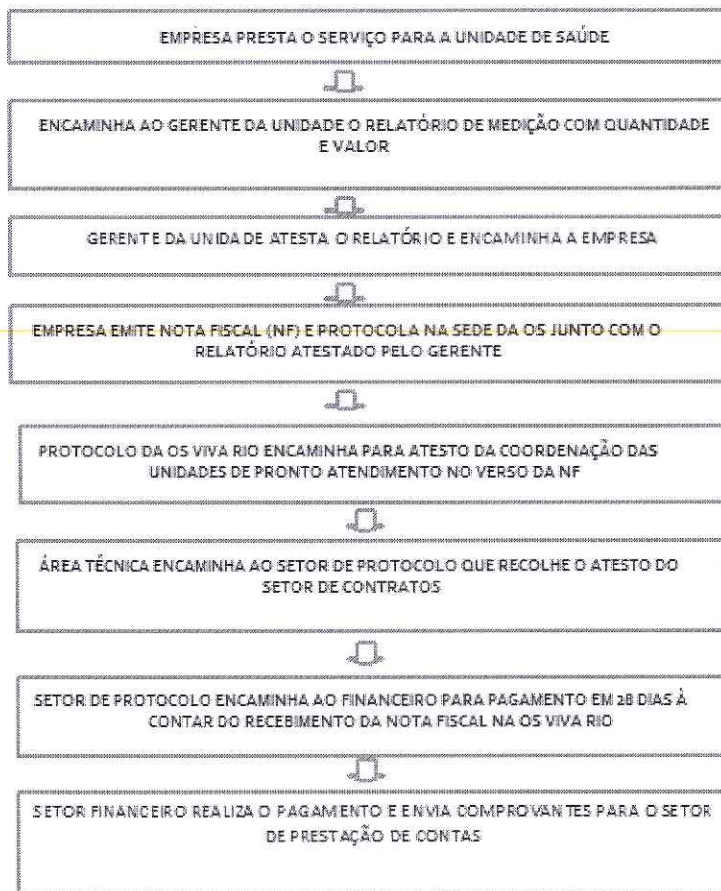 EMPRESA PRESTA O SERVIÇO PARA A UNIDADE DE SAÚDE
ENCAMINHA AO GERENTE DA UNIDADE O RELATÓRIO DE MEDIÇÃO COM QUANTIDADE
E VALOR
GERENTE DA UNIDADE ATESTA O RELATÓRIO E ENCAMINHA A EMPRESA
EMPRESA EMITE NOTA FISCAL (NF) E PROTOCOLA NA SEDE DA OS JUNTO COM O
RELATÓRIO ATESTADO PELO GERENTE
PROTOCOLO DA OS VIVA RIO ENCAMINHA PARA ATESTO DA COORDENAÇÃO DAS
UNIDADES DE PRONTO ATENDIMENTO NO VERSO DA NF
ÁREA TÉCNICA ENCAMINHA AO SETOR DE PROTOCOLO QUE RECOLHE O ATESTO DO
SETOR DE CONTRATOS
SETOR DE PROTOCOLO ENCAMINHA AO FINANCEIRO PARA PAGAMENTO EM 28 DIAS À
CONTAR DO RECEBIMENTO DA NOTA FISCAL NA OS VIVA RIO
SETOR FINANCEIRO REALIZA O PAGAMENTO E ENVIA COMPROVANTES PARA O SETOR
DE PRESTAÇÃO DE CONTAS